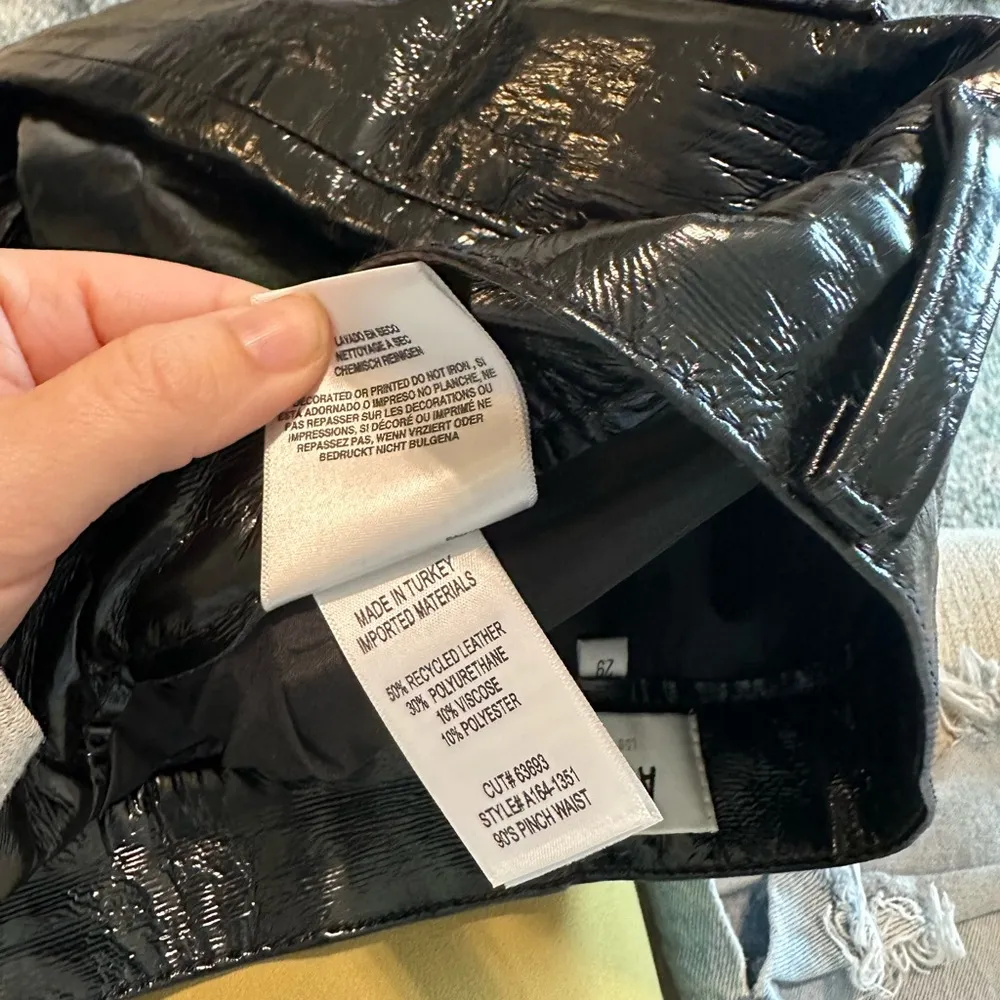 LAVADO EN SECO
NETTOYAGE A SEC
CHEMISCH REINIGEN
DECORATED OR PRINTED DO NOT IRON , SI
ESTA ADORNADO O IMPRESO NO PLANCHE, NE
PAS REPASSER SUR LES DECORATIONS OU
IMPRESSIONS, SI DÉCORÉ OU IMPRIMÉ NE
REPASSEZ PAS, WENN VRZIERT ODER
BEDRUCKT NICHT BULGENA
MADE IN TURKEY
IMPORTED MATERIALS
50% RECYCLED LEATHER
30% POLYURETHANE
10% VISCOSE
10% POLYESTER
CUT# 63693
STYLE# A164-1351
90'S PINCH WAIST
29